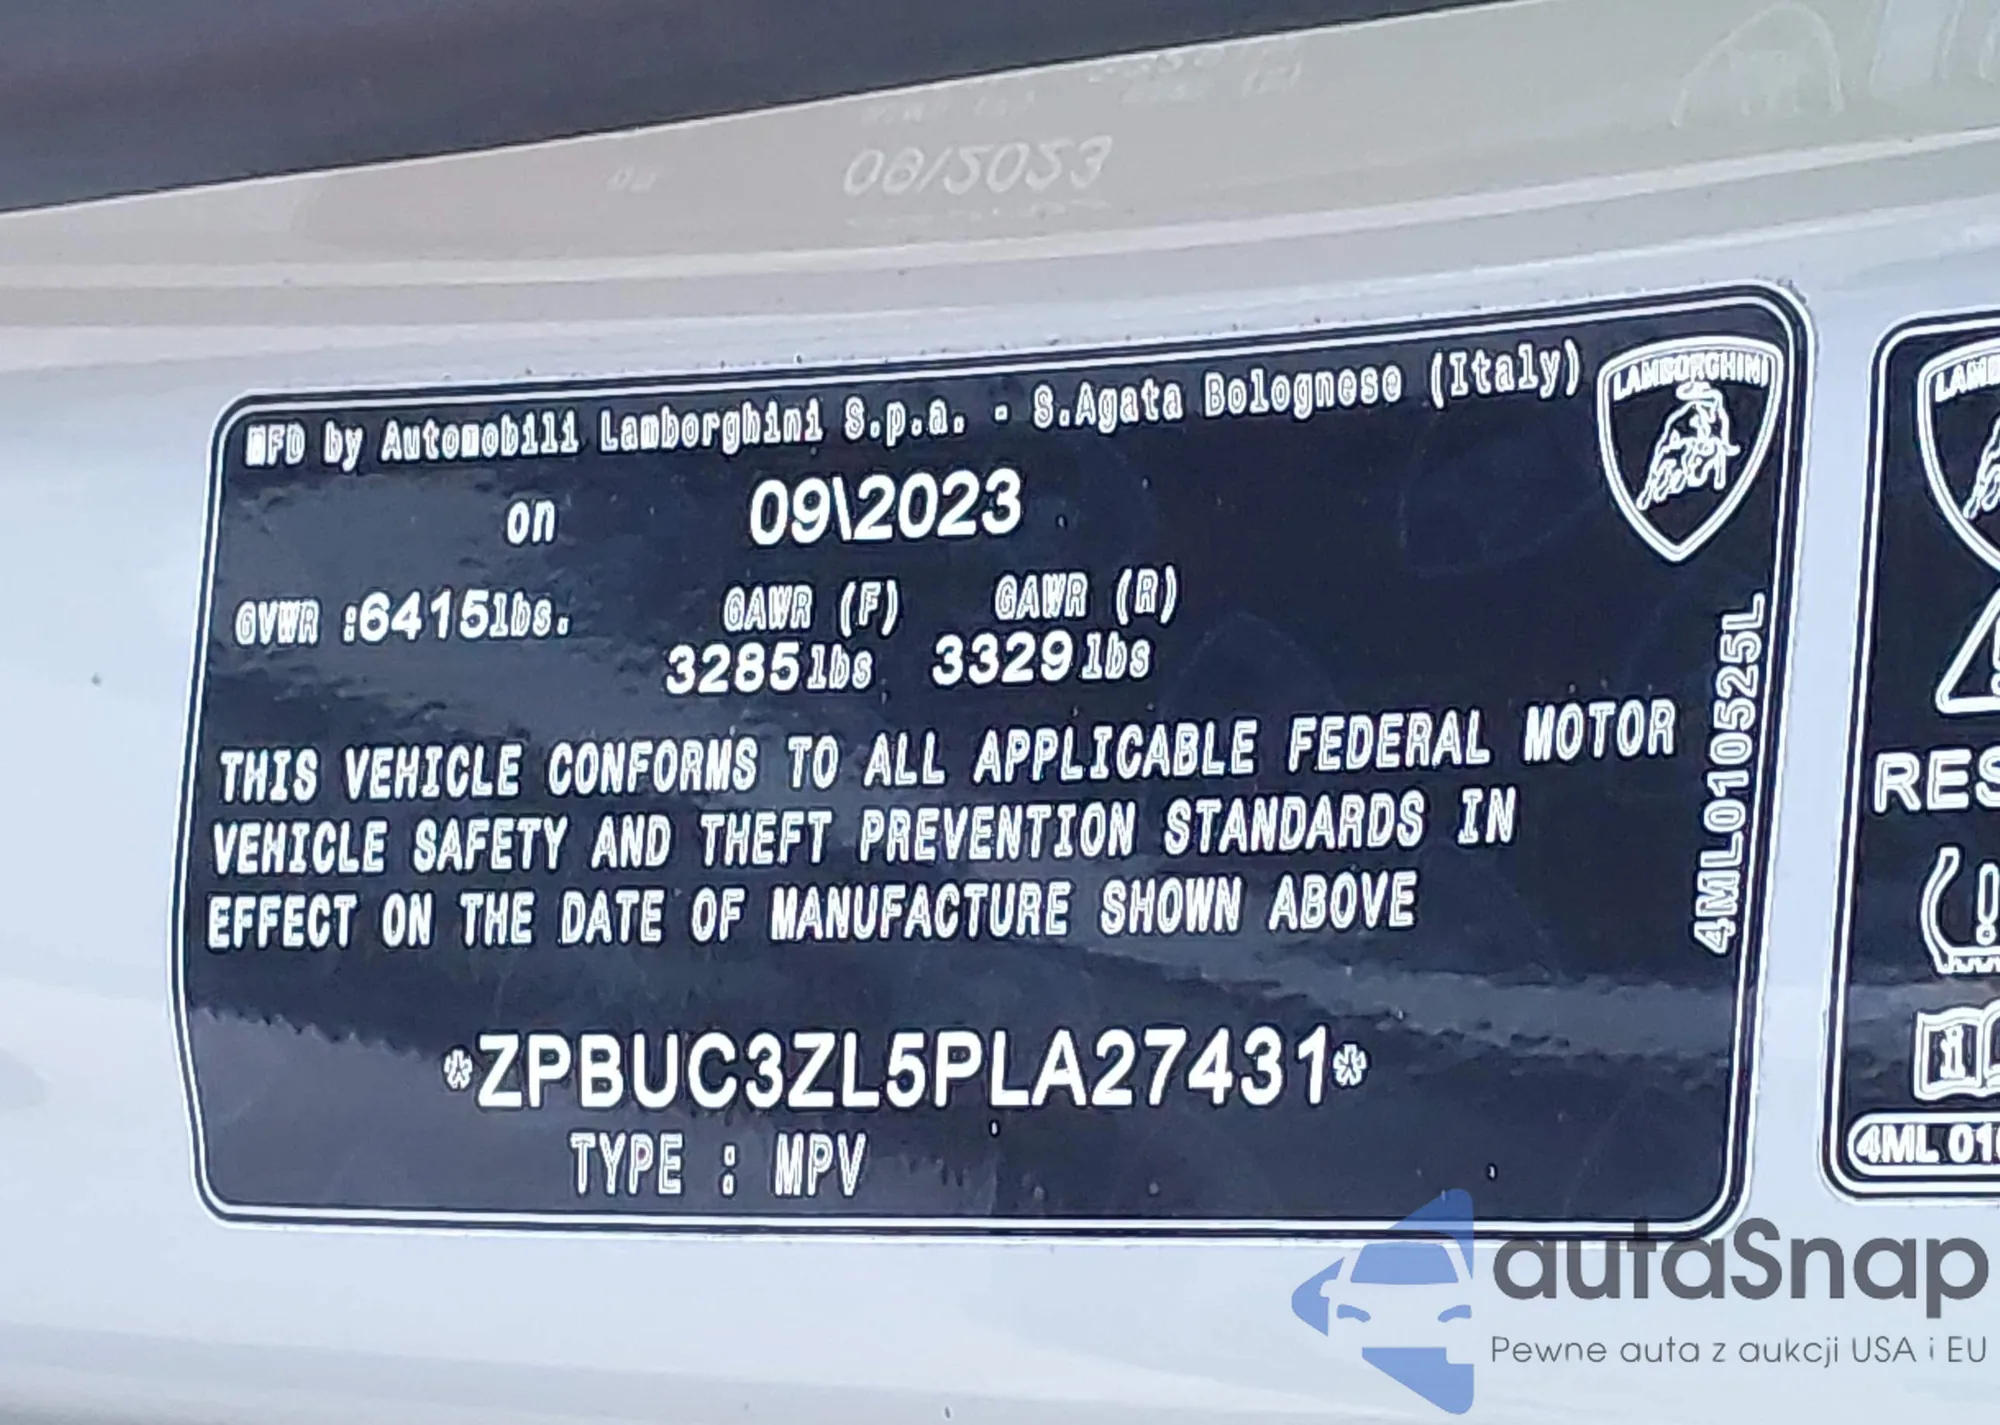 08/2023
MFD by Automobili Lamborghini S.p.a. - S.Agata Bolognese (Italy)
LAMBORGHINI
on 09\2023
GVWR :6415lbs. GAWR (F) GAWR (R)
3285lbs 3329lbs
THIS VEHICLE CONFORMS TO ALL APPLICABLE FEDERAL MOTOR
VEHICLE SAFETY AND THEFT PREVENTION STANDARDS IN
EFFECT ON THE DATE OF MANUFACTURE SHOWN ABOVE
4ML010525L
*ZPBUC3ZL5PLA27431*
TYPE : MPV
RES
4ML 010
autaSnap
Pewne auta z aukcji USA i EU